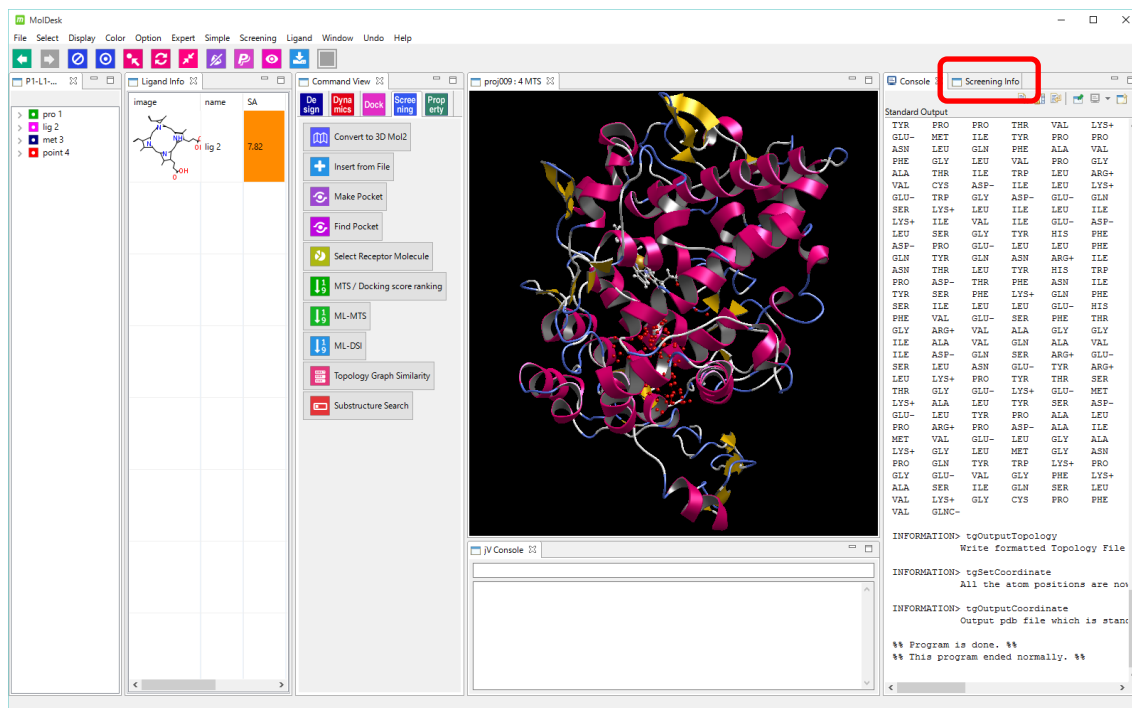 MolDesk
File Select Display Color Option Expert Simple Screening Ligand Window Undo Help
P1-L1-...
pro 1
lig 2
met 3
point 4
Ligand Info
image name SA
lig 2 7.82
Command View
De sign
Dyna mics
Dock
Scree ning
Prop erty
Convert to 3D Mol2
Insert from File
Make Pocket
Find Pocket
Select Receptor Molecule
MTS / Docking score ranking
ML-MTS
ML-DSI
Topology Graph Similarity
Substructure Search
proj009 : 4 MTS
jV Console
Console
Screening Info
Standard Output
TYR PRO PRO THR VAL LYS+
GLU- MET ILE TYR PRO PRO
ASN LEU GLN PHE ALA VAL
PHE GLY LEU VAL PRO GLY
ALA THR ILE TRP LEU ARG+
VAL CYS ASP- ILE LEU LYS+
GLU- TRP GLY ASP- GLU- GLN
SER LYS+ LEU ILE LEU ILE
LYS+ ILE VAL ILE GLU- ASP-
LEU SER GLY TYR HIS PHE
ASP- PRO GLU- LEU LEU PHE
GLN TYR GLN ASN ARG+ ILE
ASN THR LEU TYR HIS TRP
PRO ASP- THR PHE ASN ILE
TYR SER PHE LYS+ GLN PHE
SER ILE LEU LEU GLU- HIS
PHE VAL GLU- SER PHE THR
GLY ARG+ VAL ALA GLY GLY
ILE ALA VAL GLN ALA VAL
ILE ASP- GLN SER ARG+ GLU-
SER LEU ASN GLU- TYR ARG+
LEU LYS+ PRO TYR THR SER
THR GLY GLU- LYS+ GLU- MET
LYS+ ALA LEU TYR SER ASP-
GLU- LEU TYR PRO ALA LEU
PRO ARG+ PRO ASP- ALA ILE
MET VAL GLU- LEU GLY ALA
LYS+ GLY LEU MET GLY ASN
PRO GLN TYR TRP LYS+ PRO
GLY GLU- VAL GLY PHE LYS+
ALA SER ILE GLN SER LEU
VAL LYS+ GLY CYS PRO PHE
VAL GLNC-
INFORMATION> tgOutputTopology
Write formatted Topology File
INFORMATION> tgSetCoordinate
All the atom positions are now
INFORMATION> tgOutputCoordinate
Output pdb file which is stand
%% Program is done. %%
%% This program ended normally. %%